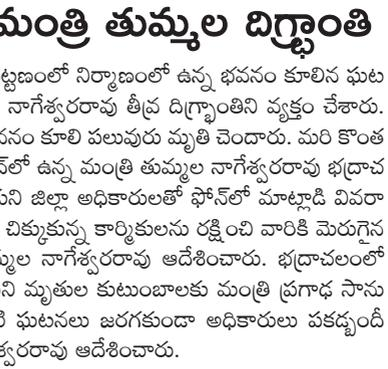 మంత్రి తుమ్మల దిగ్భ్రాంతి
ట్టణంలో నిర్మాణంలో ఉన్న భవనం కూలిన ఘట
నాగేశ్వరరావు తీవ్ర దిగ్భ్రాంతిని వ్యక్తం చేశారు.
వనం కూలి పలువురు మృతి చెందారు. మరి కొంత
న్‌లో ఉన్న మంత్రి తుమ్మల నాగేశ్వరరావు భద్రాచ
ుని జిల్లా అధికారులతో ఫోన్‌లో మాట్లాడి వివరా
చిక్కుకున్న కార్మికులను రక్షించి వారికి మెరుగైన
మ్మల నాగేశ్వరరావు ఆదేశించారు. భద్రాచలంలో
ని మృతుల కుటుంబాలకు మంత్రి ప్రగాఢ సాను
టి ఘటనలు జరగకుండా అధికారులు పకడ్బందీ
శ్వరరావు ఆదేశించారు.